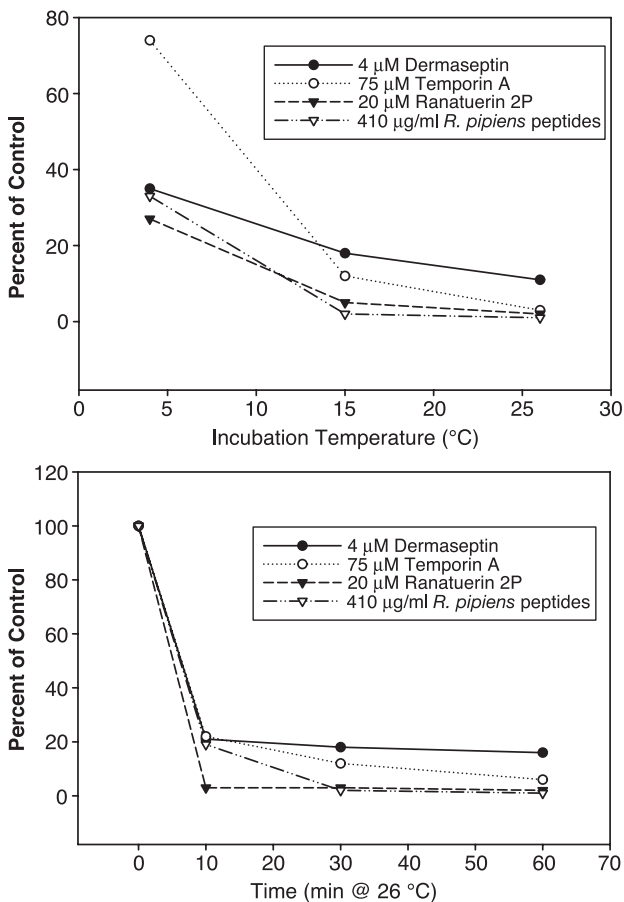 80
60
40
20
0
Percent of Control
4 μM Dermaseptin
75 μM Temporin A
20 μM Ranatuerin 2P
410 μg/ml R. pipiens peptides
0 5 10 15 20 25 30
Incubation Temperature (°C)
120
100
80
60
40
20
0
Percent of Control
4 μM Dermaseptin
75 μM Temporin A
20 μM Ranatuerin 2P
410 μg/ml R. pipiens peptides
0 10 30 40 50 60 70
Time (min @ 26 °C)